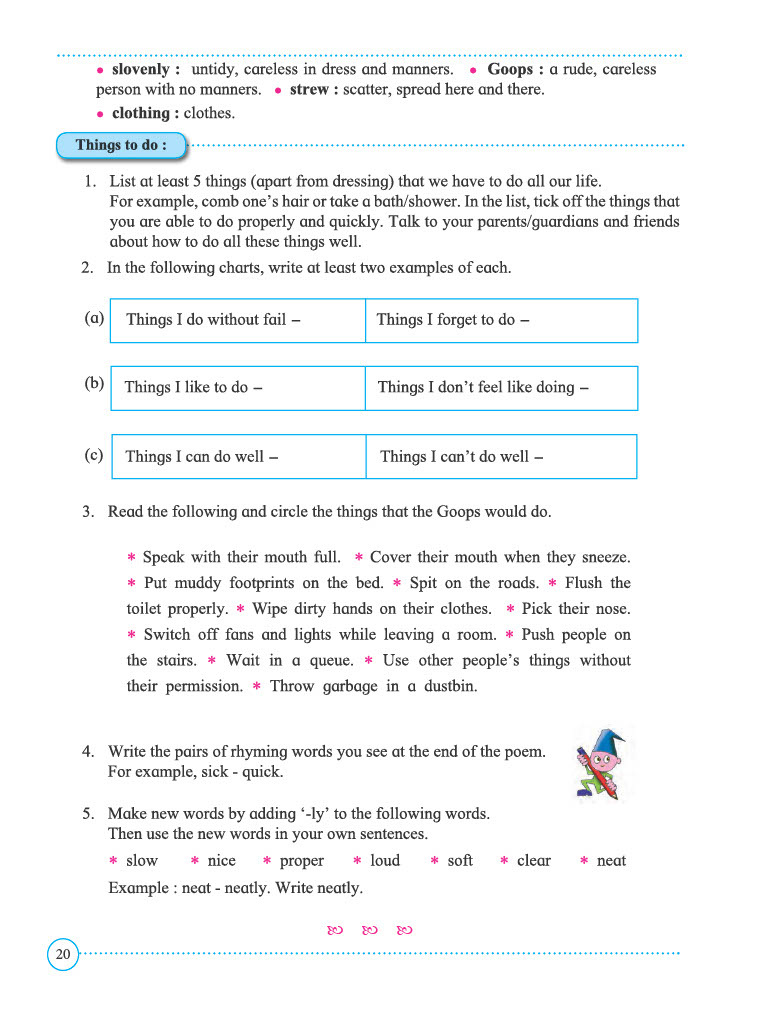 • slovenly : untidy, careless in dress and manners. • Goops : a rude, careless
person with no manners. • strew : scatter, spread here and there.
• clothing : clothes.
Things to do :
1. List at least 5 things (apart from dressing) that we have to do all our life.
For example, comb one's hair or take a bath/shower. In the list, tick off the things that
you are able to do properly and quickly. Talk to your parents/guardians and friends
about how to do all these things well.
2. In the following charts, write at least two examples of each.
(a) Things I do without fail – Things I forget to do –
(b) Things I like to do – Things I don't feel like doing –
(c) Things I can do well – Things I can't do well –
3. Read the following and circle the things that the Goops would do.
* Speak with their mouth full. * Cover their mouth when they sneeze.
* Put muddy footprints on the bed. * Spit on the roads. * Flush the
toilet properly. * Wipe dirty hands on their clothes. * Pick their nose.
* Switch off fans and lights while leaving a room. * Push people on
the stairs. * Wait in a queue. * Use other people's things without
their permission. * Throw garbage in a dustbin.
4. Write the pairs of rhyming words you see at the end of the poem.
For example, sick - quick.
5. Make new words by adding ‘-ly’ to the following words.
Then use the new words in your own sentences.
* slow * nice * proper * loud * soft * clear * neat
Example : neat - neatly. Write neatly.
20